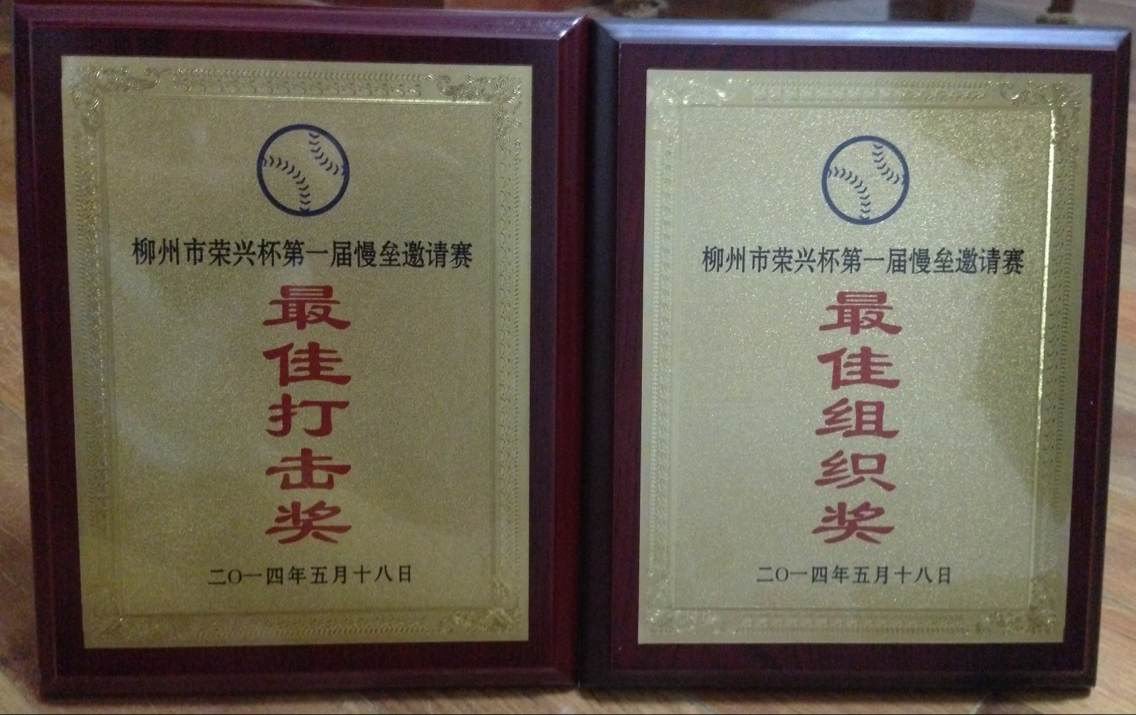 柳州市荣兴杯第一届慢垒邀请赛
最佳打击奖
二〇一四年五月十八日
柳州市荣兴杯第一届慢垒邀请赛
最佳组织奖
二〇一四年五月十八日